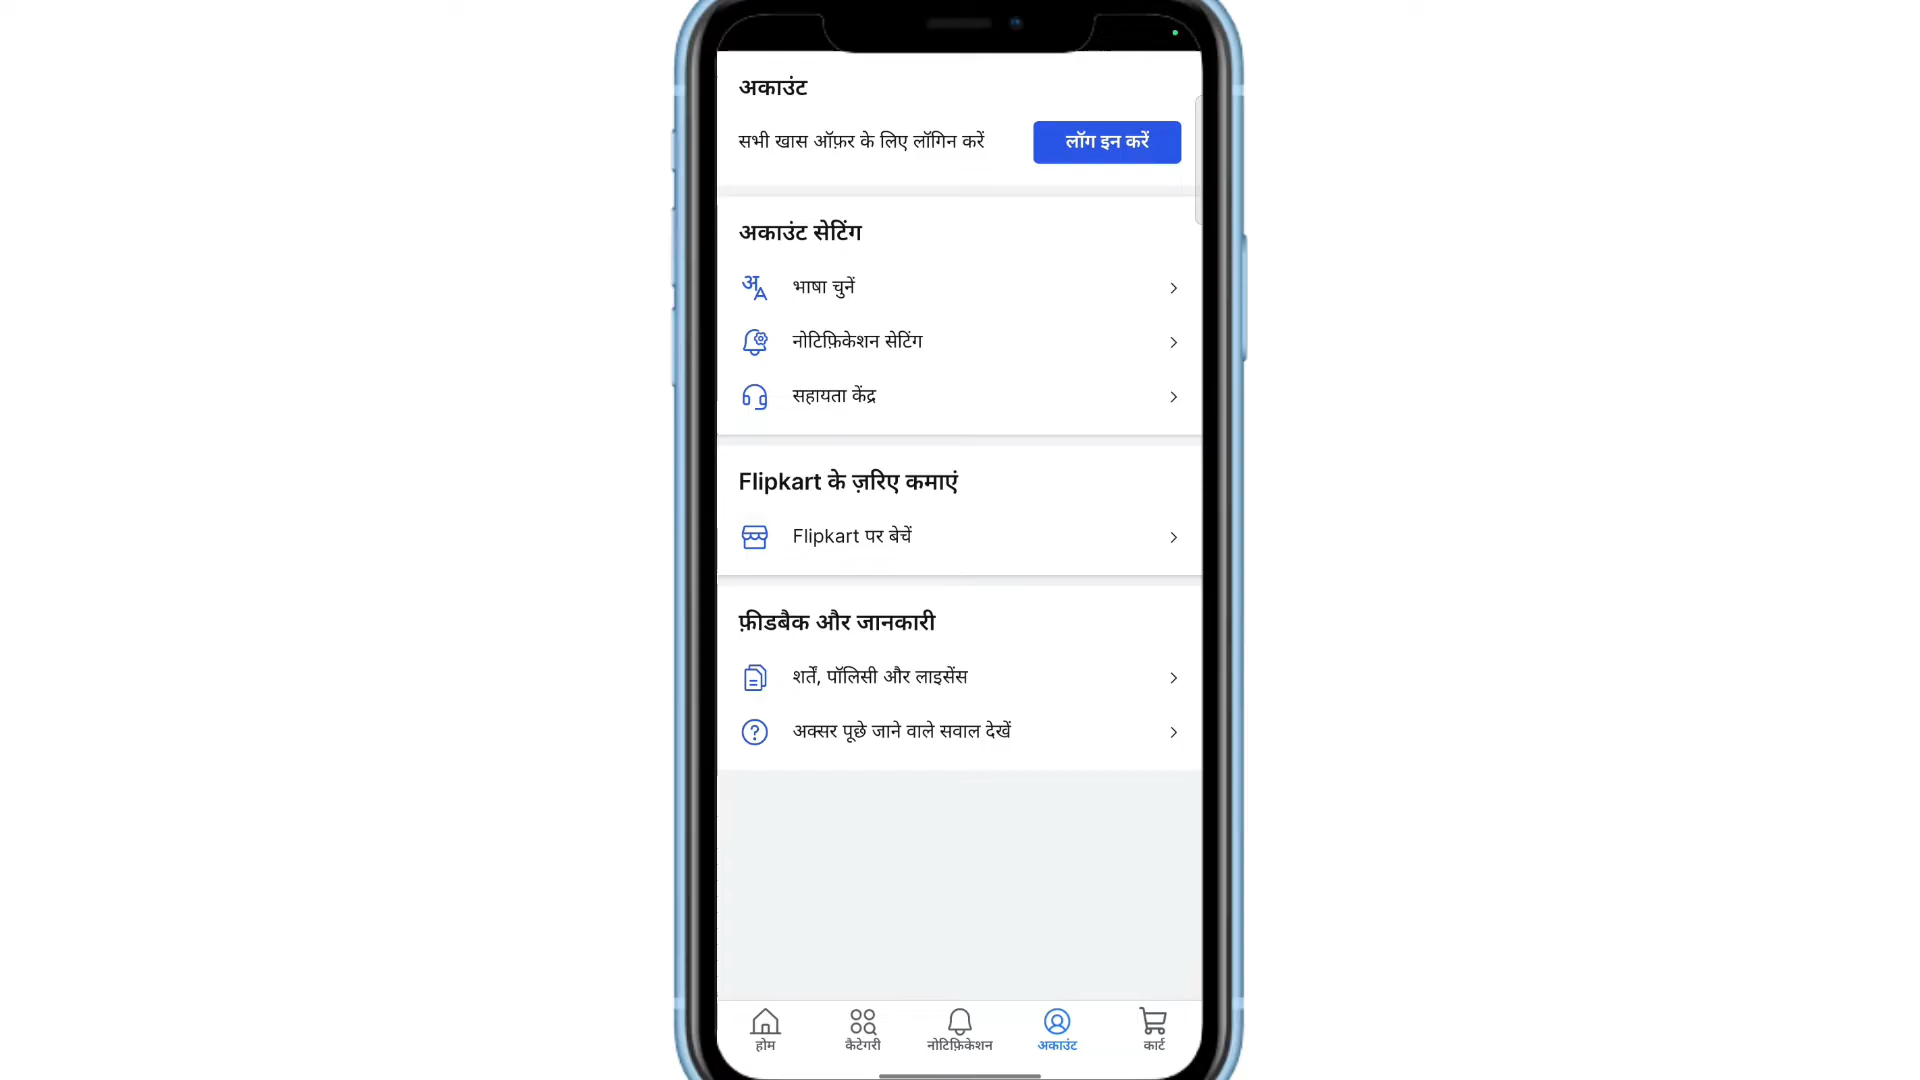 अकाउंट
सभी खास ऑफ़र के लिए लॉगिन करें
लॉग इन करें
अकाउंट सेटिंग
भाषा चुनें
नोटिफ़िकेशन सेटिंग
सहायता केंद्र
Flipkart के ज़रिए कमाएं
Flipkart पर बेचें
फ़ीडबैक और जानकारी
शर्तें, पॉलिसी और लाइसेंस
अक्सर पूछे जाने वाले सवाल देखें
होम
कैटेगरी
नोटिफ़िकेशन
अकाउंट
कार्ट